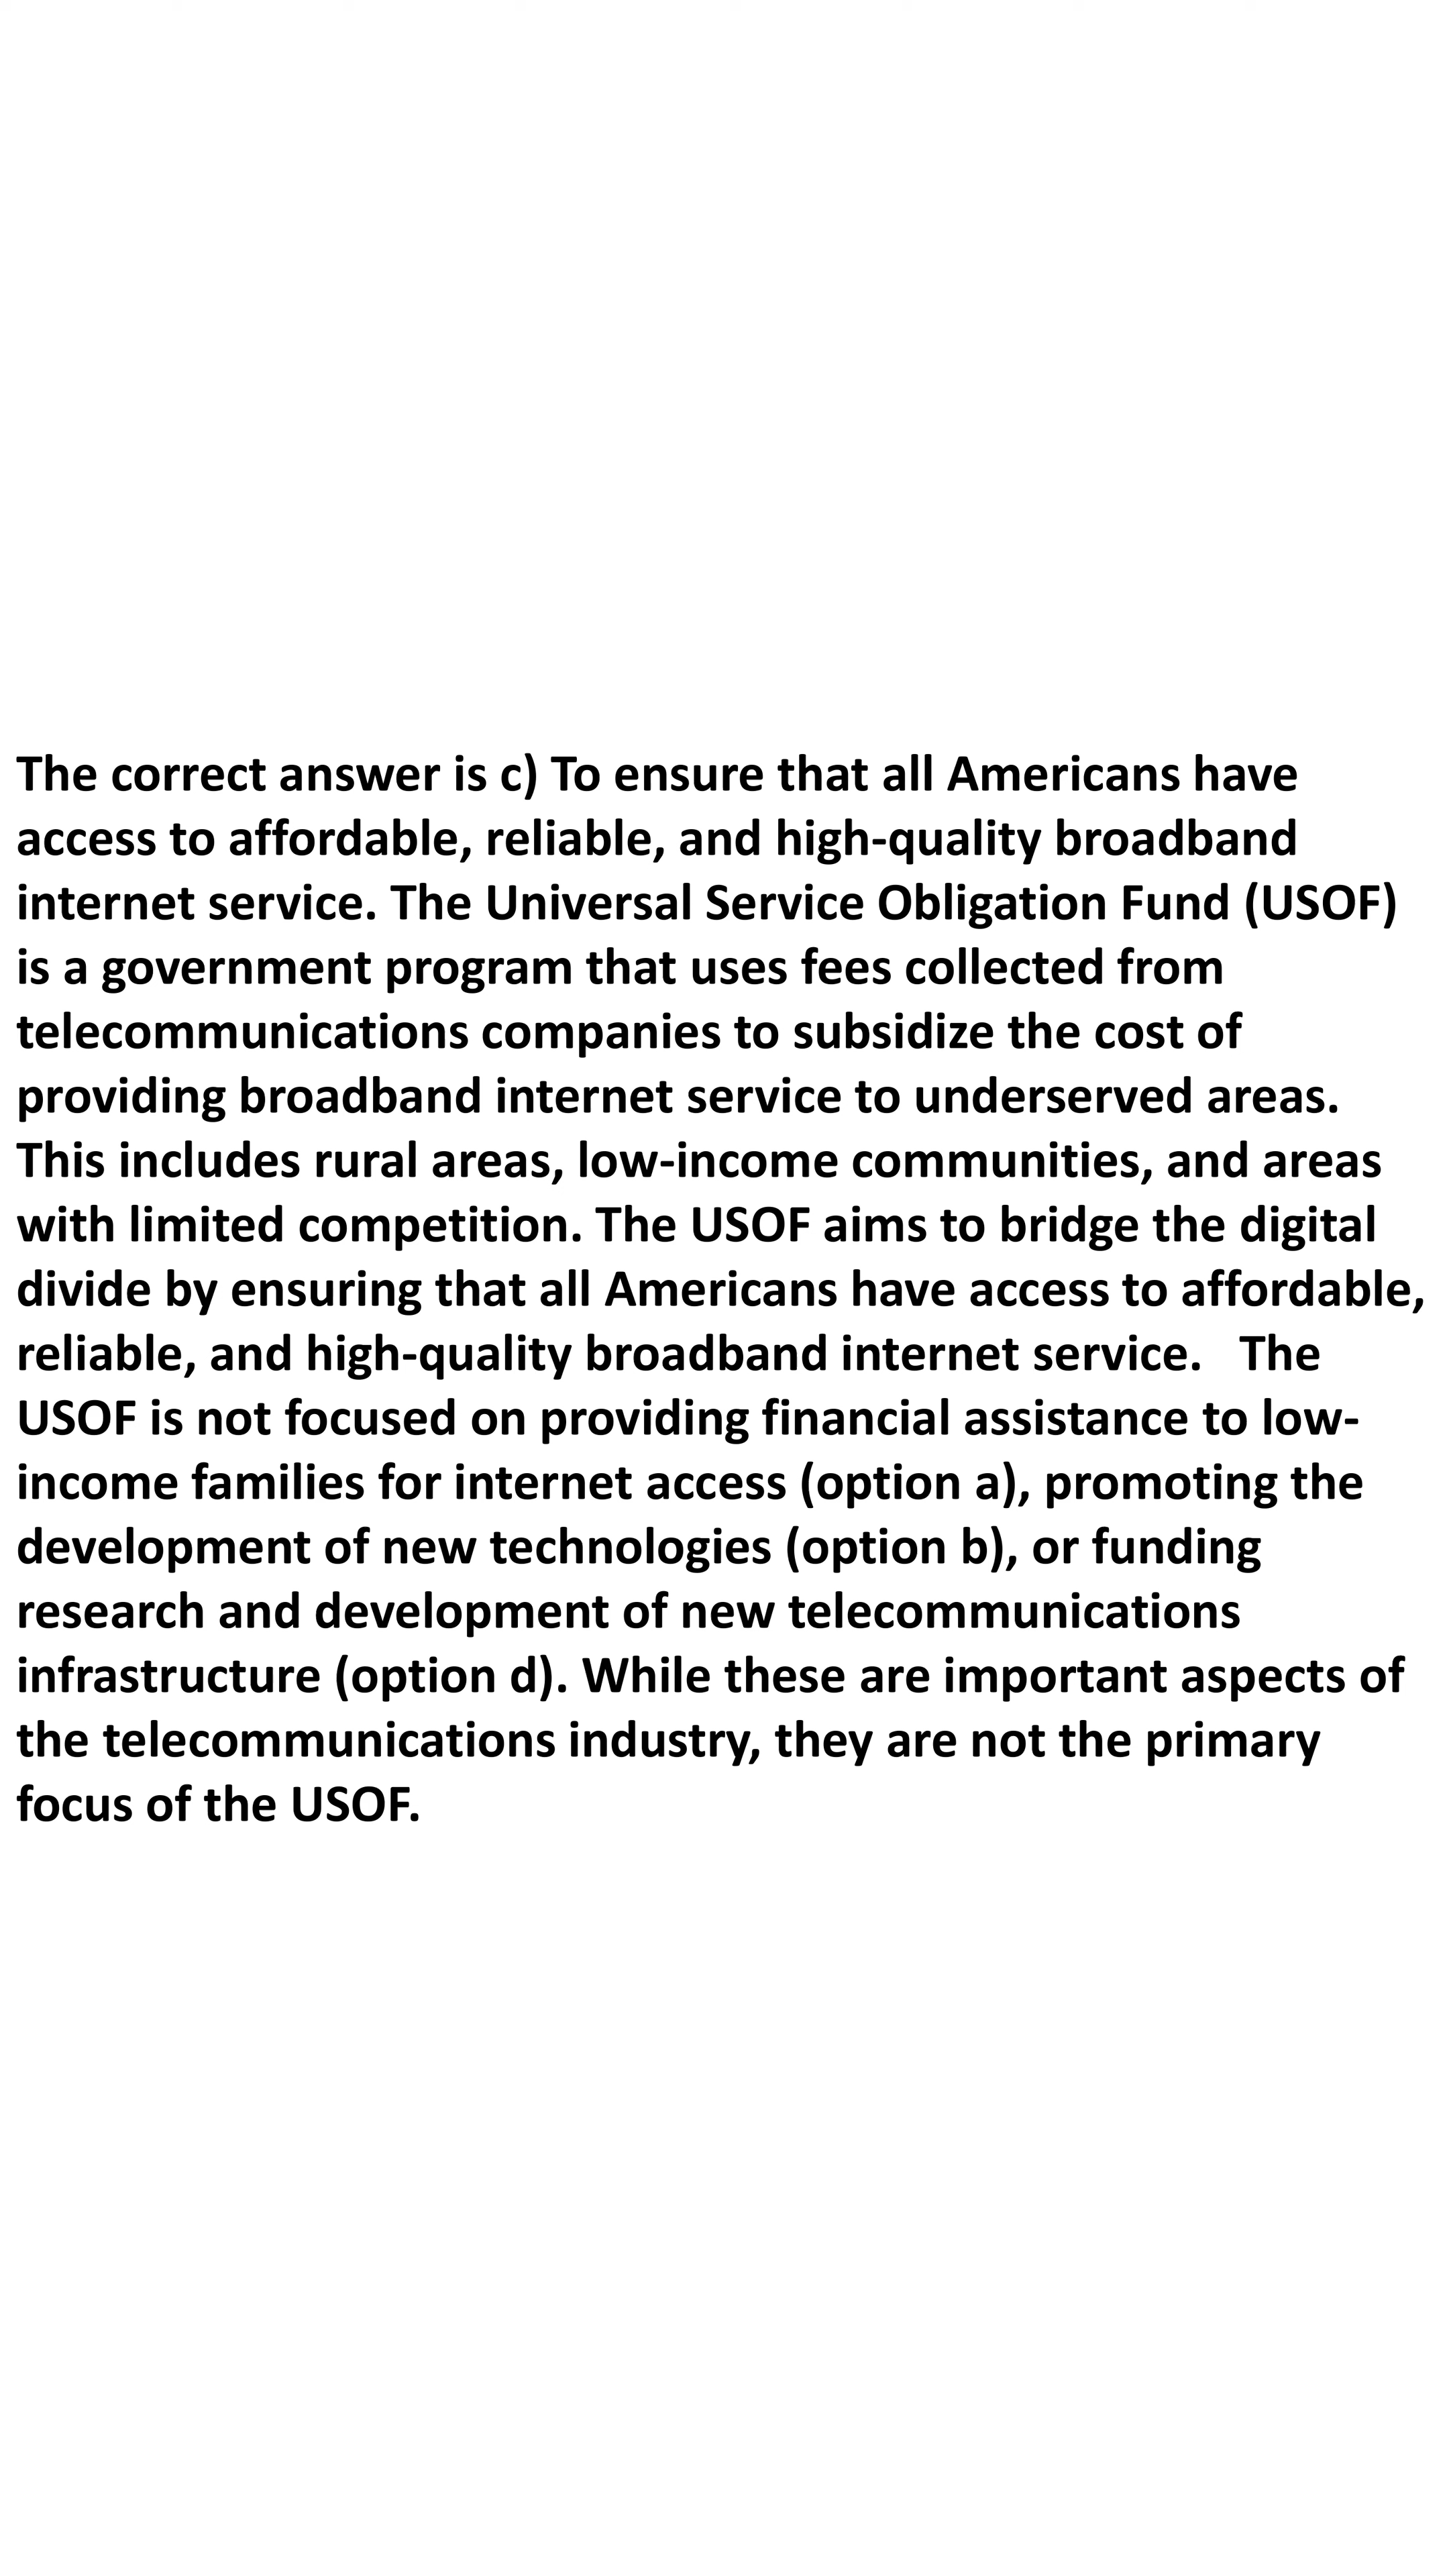 The correct answer is c) To ensure that all Americans have
access to affordable, reliable, and high-quality broadband
internet service. The Universal Service Obligation Fund (USOF)
is a government program that uses fees collected from
telecommunications companies to subsidize the cost of
providing broadband internet service to underserved areas.
This includes rural areas, low-income communities, and areas
with limited competition. The USOF aims to bridge the digital
divide by ensuring that all Americans have access to affordable,
reliable, and high-quality broadband internet service.   The
USOF is not focused on providing financial assistance to low-
income families for internet access (option a), promoting the
development of new technologies (option b), or funding
research and development of new telecommunications
infrastructure (option d). While these are important aspects of
the telecommunications industry, they are not the primary
focus of the USOF.